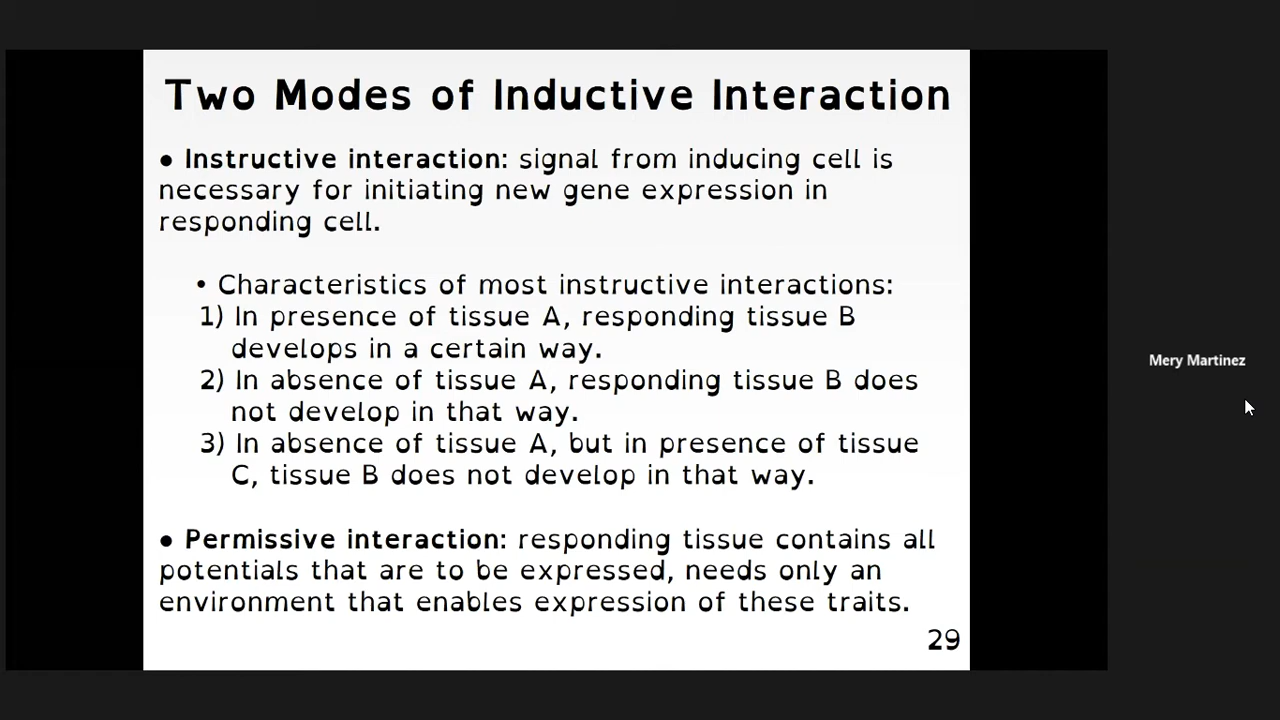 Two Modes of Inductive Interaction
● Instructive interaction: signal from inducing cell is
necessary for initiating new gene expression in
responding cell.
• Characteristics of most instructive interactions:
1) In presence of tissue A, responding tissue B
develops in a certain way.
2) In absence of tissue A, responding tissue B does
not develop in that way.
3) In absence of tissue A, but in presence of tissue
C, tissue B does not develop in that way.
● Permissive interaction: responding tissue contains all
potentials that are to be expressed, needs only an
environment that enables expression of these traits.
29
Mery Martinez